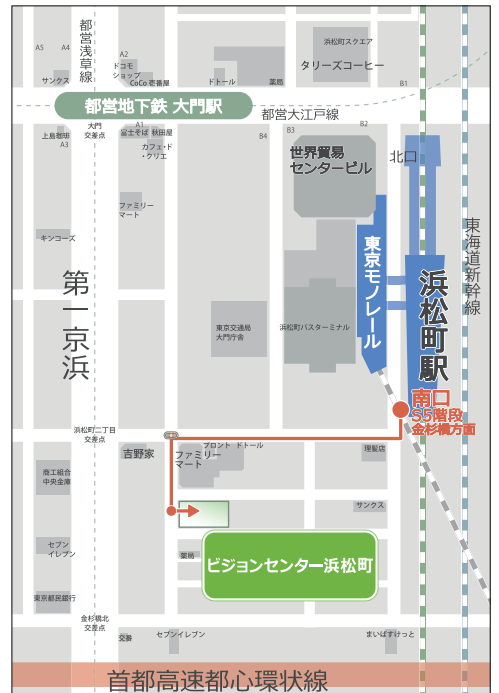 都営浅草線
A5
A4
A2
サンクス
ドコモ
ショップ
CoCo壱番屋
ドトール
薬局
浜松町スクエア
タリーズコーヒー
B1
都営地下鉄 大門駅
都営大江戸線
大門
交差点
上島珈琲
A3
A1
富士そば
秋田屋
カフェ・ド
・クリエ
B4
B3
B2
世界貿易
センタービル
北口
ファミリー
マート
キンコーズ
第一京浜
東京モノレール
浜松町駅
東海道新幹線
東京交通局
大門庁舎
浜松町バスターミナル
南口
S5階段
金杉橋方面
浜松町二丁目
交差点
吉野家
プロント
ドトール
ファミリー
マート
理髪店
商工組合
中央金庫
サンクス
セブン
イレブン
薬局
ビジョンセンター浜松町
東京都民銀行
金杉橋北
交差点
交番
セブンイレブン
まいばすけっと
首都高速都心環状線